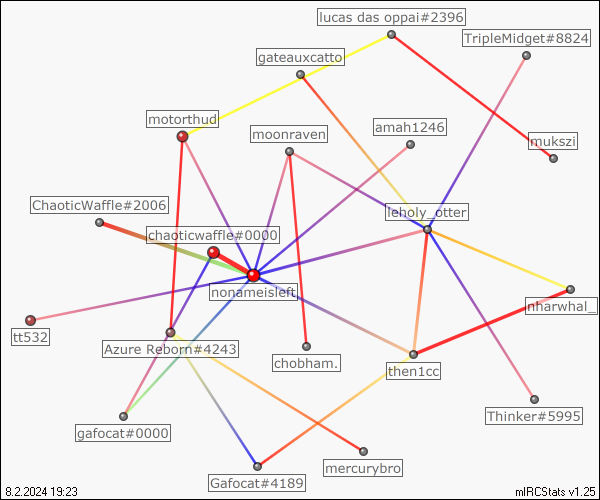 lucas das oppai#2396
TripleMidget#8824
gateauxcatto
motorthud
amah1246
moonraven
mukszi
ChaoticWaffle#2006
leholy_otter
chaoticwaffle#0000
nonameisleft
nharwhal_
tt532
Azure Reborn#4243
chobham.
then1cc
Thinker#5995
gafocat#0000
mercurybro
Gafocat#4189
8.2.2024 19:23
mIRCStats v1.25